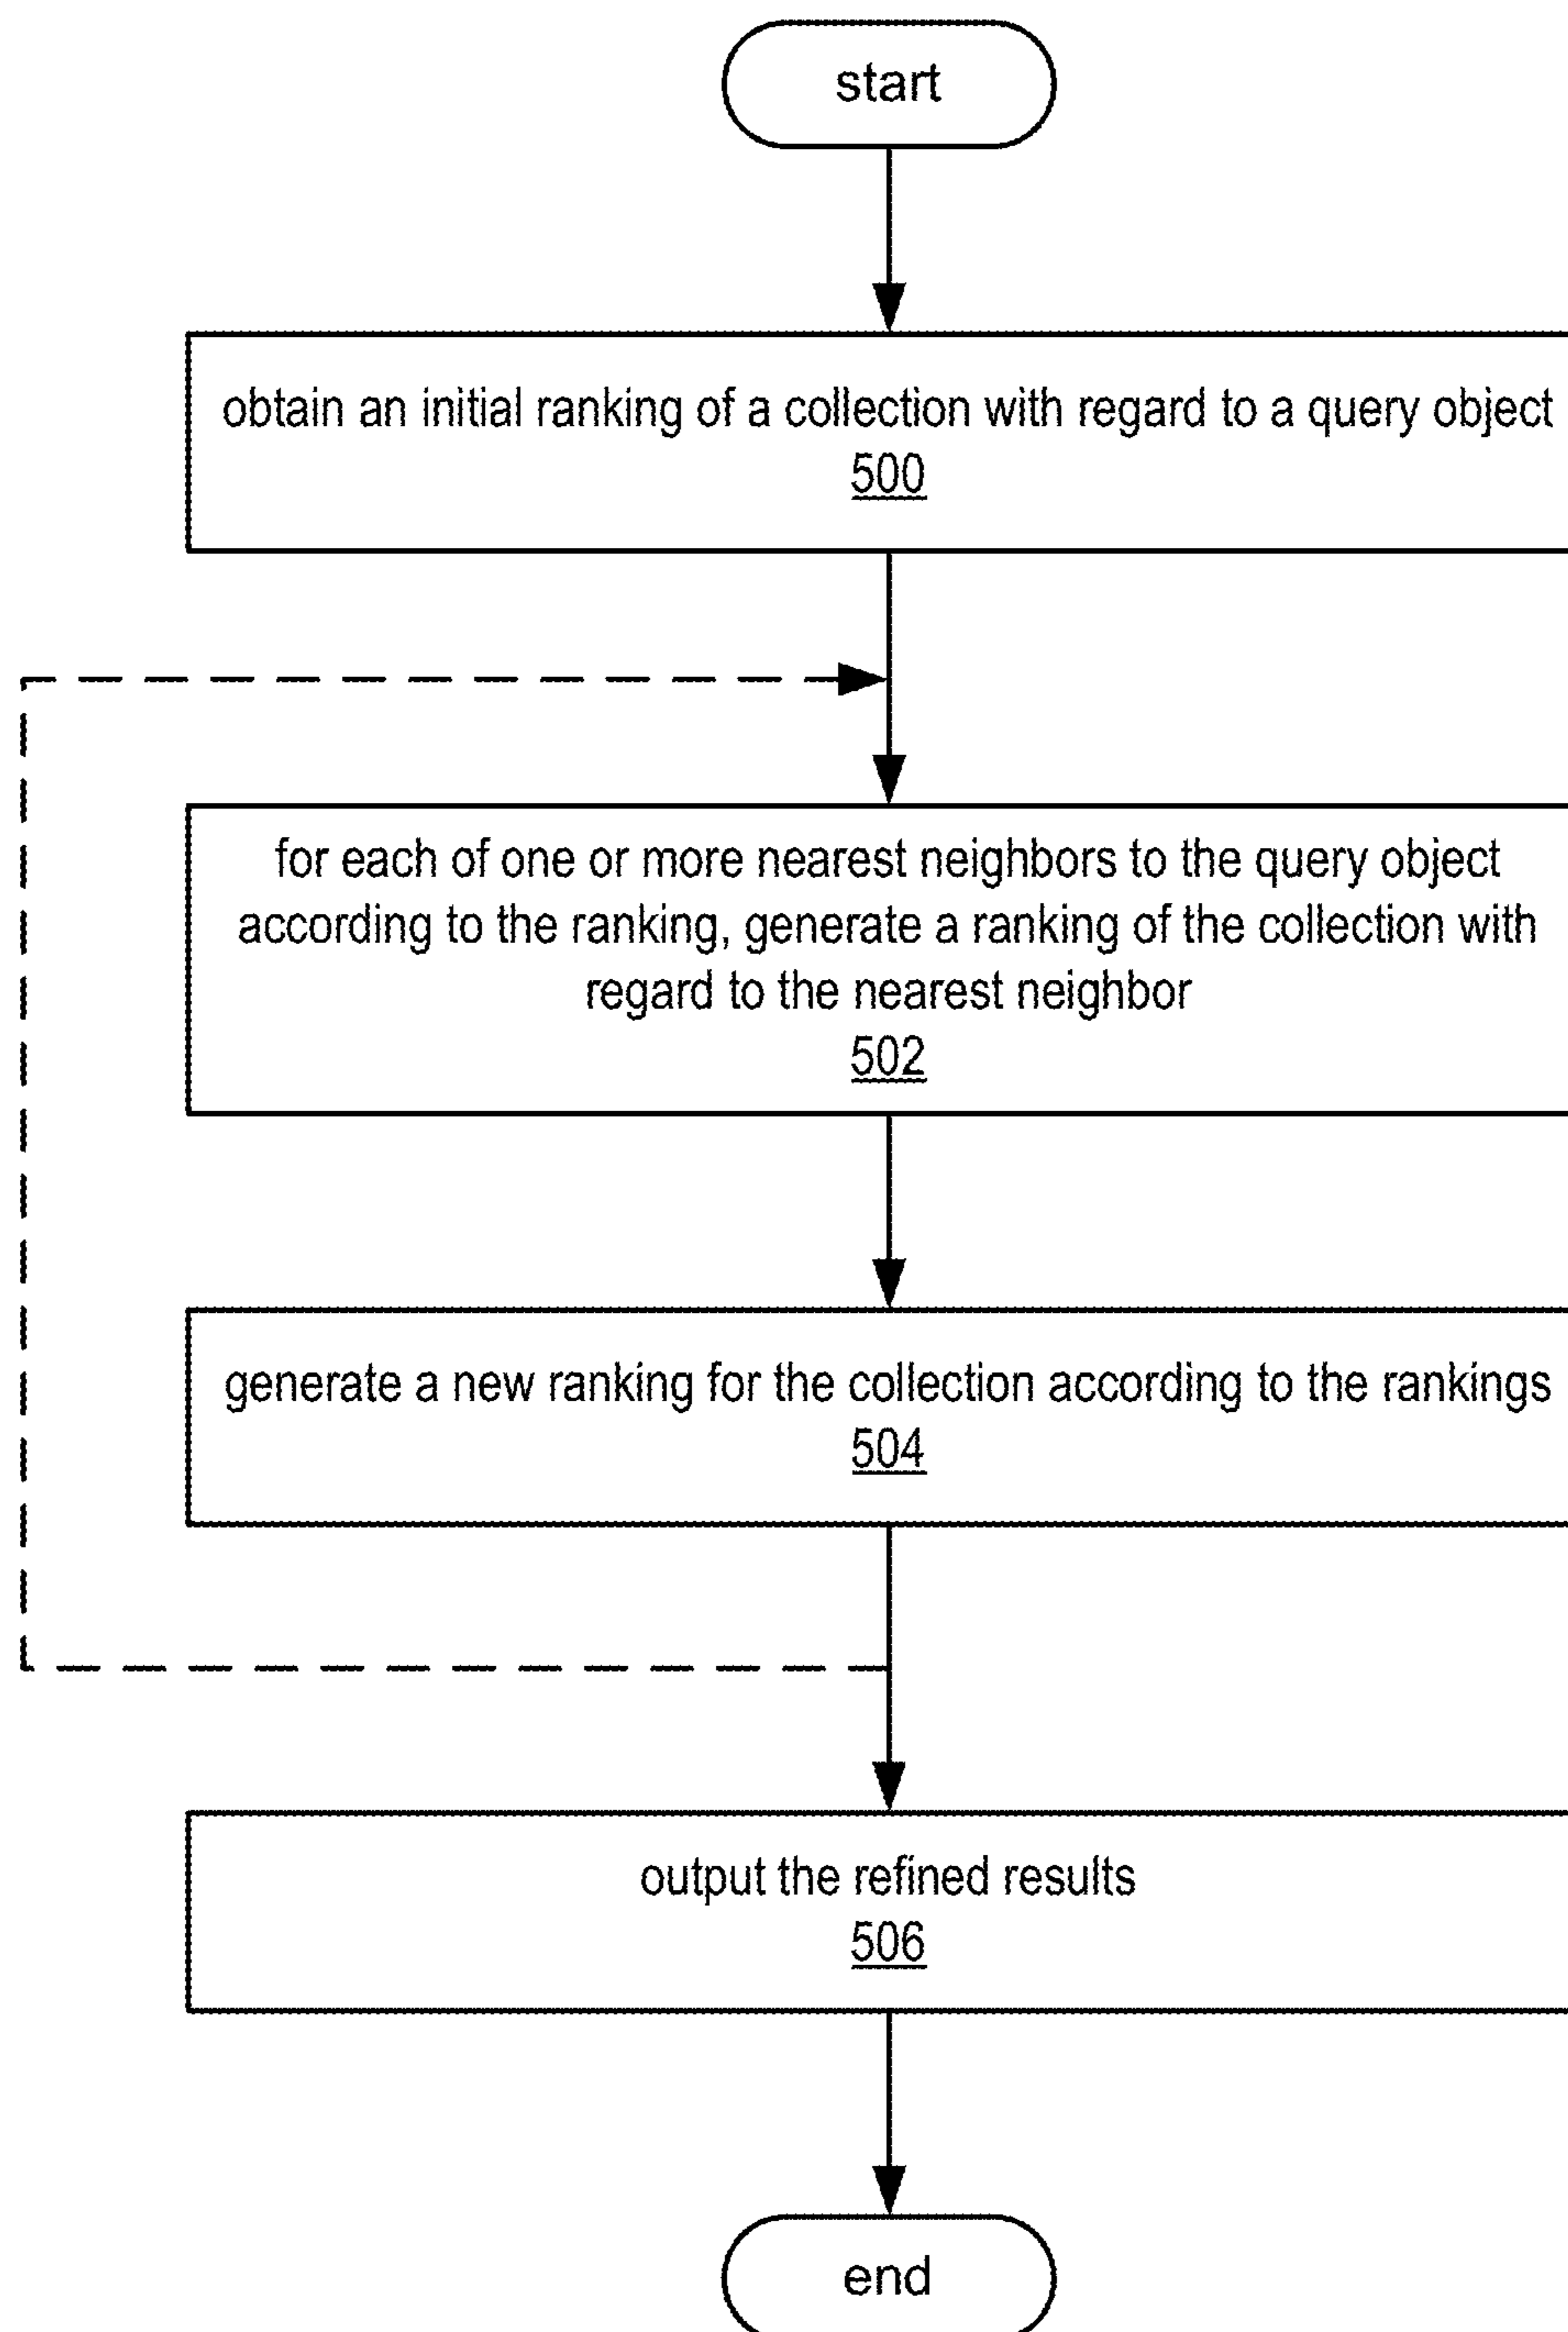 start
obtain an initial ranking of a collection with regard to a query object
500
for each of one or more nearest neighbors to the query object
according to the ranking, generate a ranking of the collection with
regard to the nearest neighbor
502
generate a new ranking for the collection according to the rankings
504
output the refined results
506
end